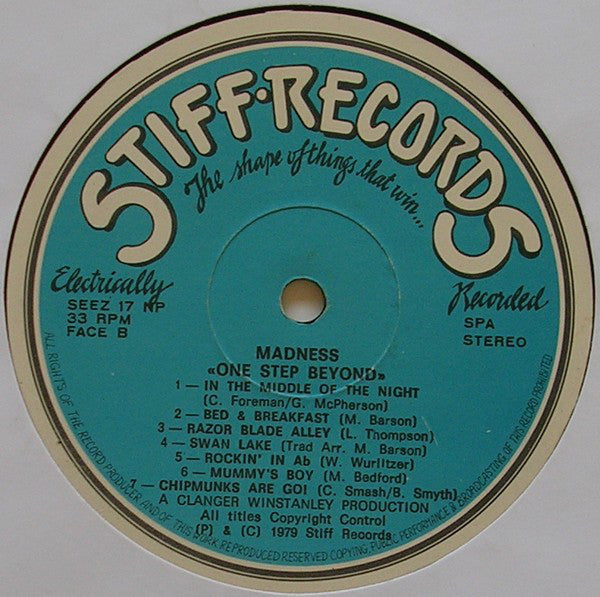 STIFF·RECORDS
The shape of things that win...
Electrically
Recorded
SEEZ 17 NP
33 RPM
FACE B
SPA
STEREO
MADNESS
«ONE STEP BEYOND»
1 — IN THE MIDDLE OF THE NIGHT
(C. Foreman/G. McPherson)
2 — BED & BREAKFAST (M. Barson)
3 — RAZOR BLADE ALLEY (L. Thompson)
4 — SWAN LAKE (Trad Arr. M. Barson)
5 — ROCKIN' IN Ab (W. Wurlitzer)
6 — MUMMY'S BOY (M. Bedford)
7 — CHIPMUNKS ARE GO! (C. Smash/B. Smyth)
A CLANGER WINSTANLEY PRODUCTION
All titles Copyright Control
(P) & (C) 1979 Stiff Records
ALL RIGHTS OF THE RECORD PRODUCER AND OF THIS WORK REPRODUCED RESERVED COPYING, PUBLIC PERFORMANCE & BROADCASTING OF THIS RECORD PROHIBITED